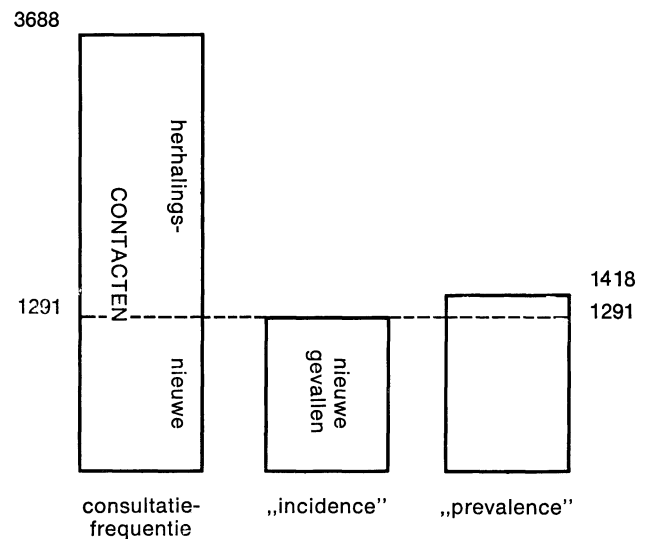 3688
herhalings-
CONTACTEN
1418
1291
1291
nieuwe
nieuwe
gevallen
consultatie-
frequentie
„incidence”
„prevalence”